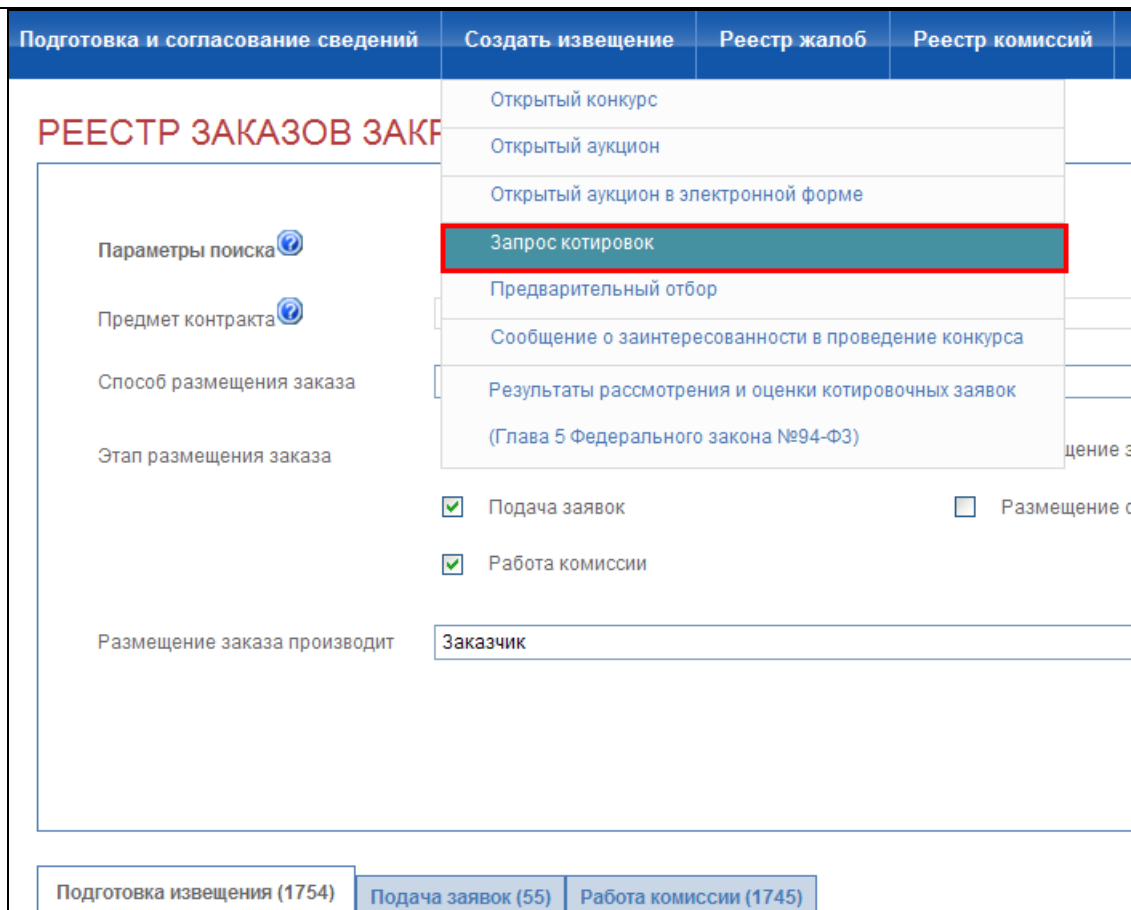 Подготовка и согласование сведений Создать извещение Реестр жалоб Реестр комиссий
Открытый конкурс
РЕЕСТР ЗАКАЗОВ
Открытый аукцион
Открытый аукцион в электронной форме
Параметры поиска
Запрос котировок
Предварительный отбор
Предмет контракта
Сообщение о заинтересованности в проведение конкурса
Способ размещения заказа
Результаты рассмотрения и оценки котировочных заявок
(Глава 5 Федерального закона №94-ФЗ)
Этап размещения заказа
Подача заявок Размещение
Работа комиссии
Размещение заказа производит Заказчик
Подготовка извещения (1754) Подача заявок (55) Работа комиссии (1745)